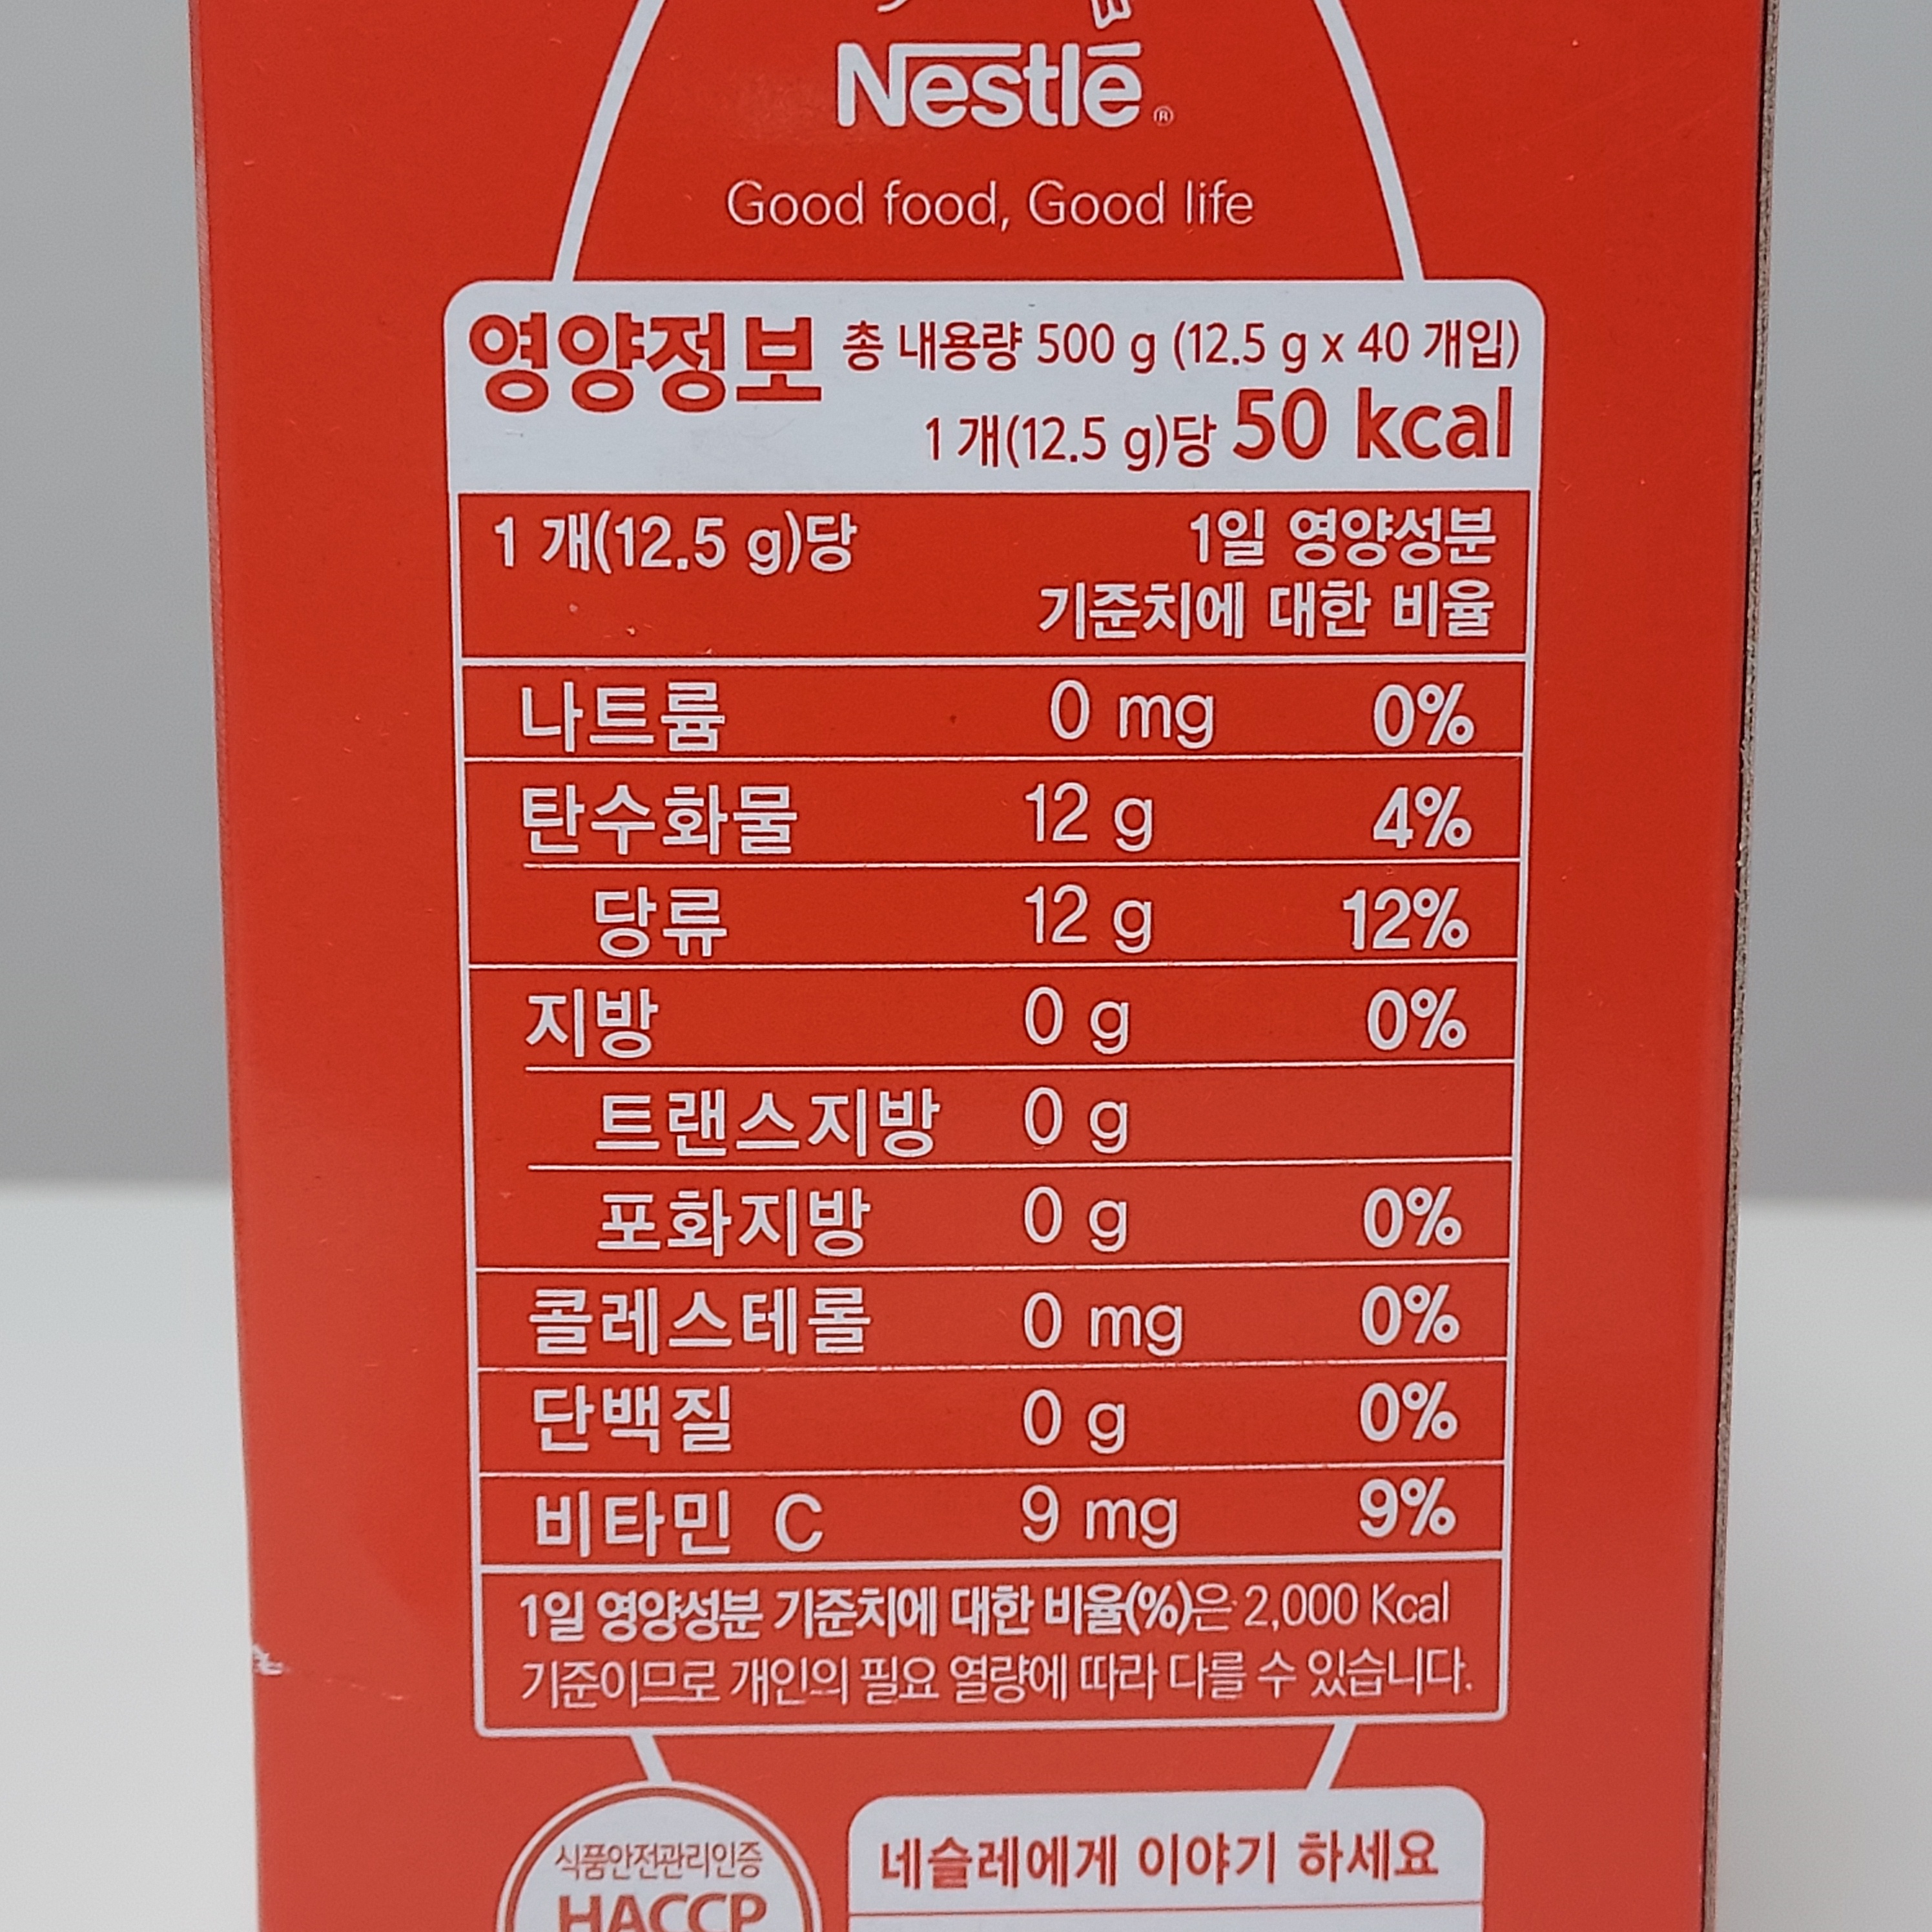 Nestlé®
Good food, Good life
영양정보 총 내용량 500 g (12.5 g x 40 개입)
1 개(12.5 g)당 50 kcal
1 개(12.5 g)당 1일 영양성분
기준치에 대한 비율
나트륨 0 mg 0%
탄수화물 12 g 4%
당류 12 g 12%
지방 0 g 0%
트랜스지방 0 g
포화지방 0 g 0%
콜레스테롤 0 mg 0%
단백질 0 g 0%
비타민 C 9 mg 9%
1일 영양성분 기준치에 대한 비율(%)은 2,000 Kcal
기준이므로 개인의 필요 열량에 따라 다를 수 있습니다.
식품안전관리인증
HACCP
네슬레에게 이야기 하세요